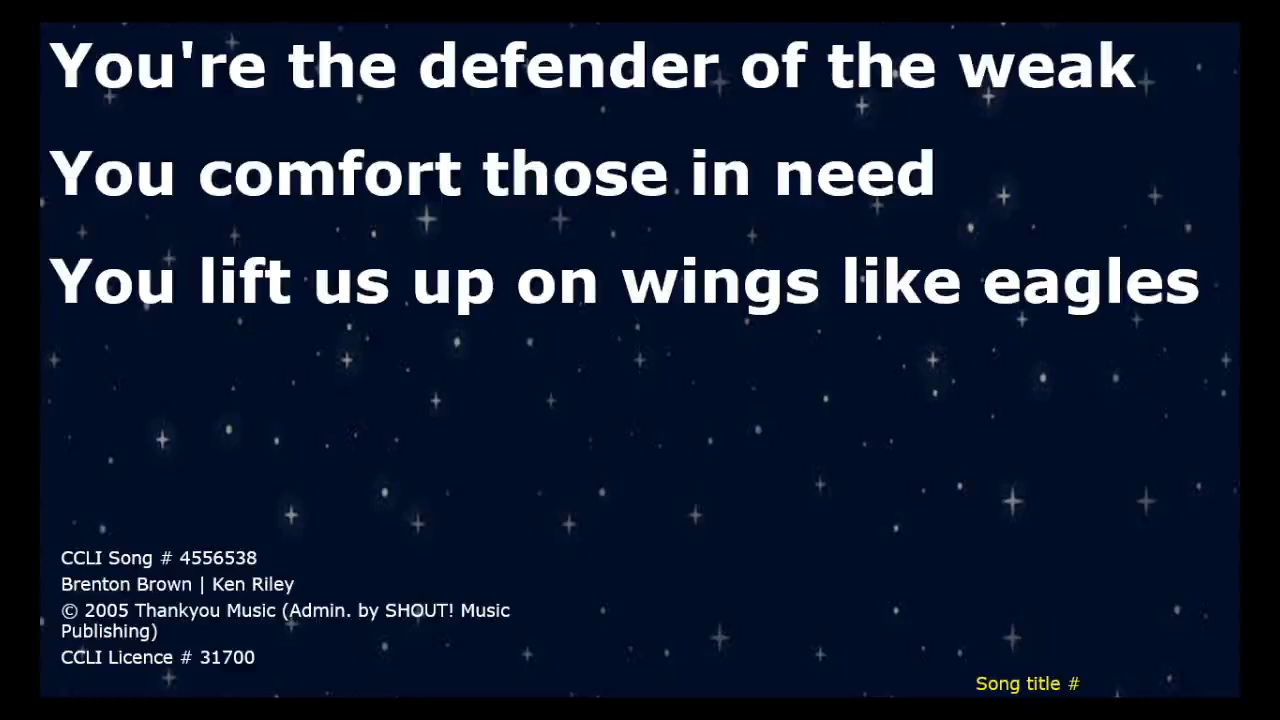 You're the defender of the weak
You comfort those in need
You lift us up on wings like eagles
CCLI Song # 4556538
Brenton Brown | Ken Riley
© 2005 Thankyou Music (Admin. by SHOUT! Music
Publishing)
CCLI Licence # 31700
Song title #